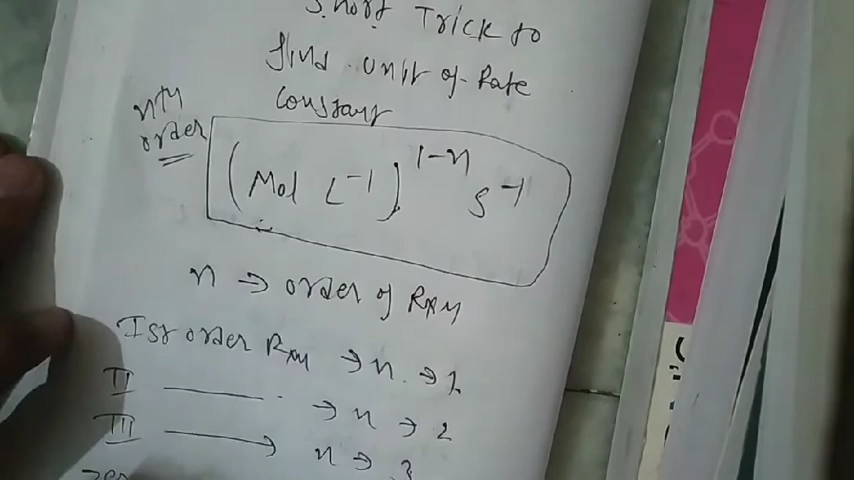 Short Trick to
find unit of Rate
Constant
nth
order
(Mol L⁻¹)¹⁻ⁿ s⁻¹
n → order of Rxn
Ist order Rxn → n → 1
II → n → 2
III → n → 3